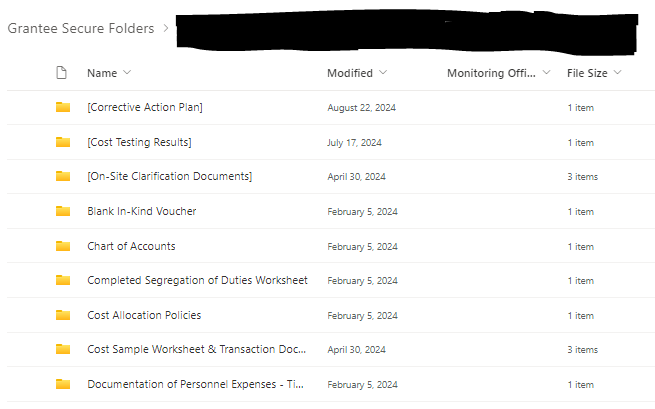 Grantee Secure Folders >
Name Modified Monitoring Offi... File Size
[Corrective Action Plan] August 22, 2024 1 item
[Cost Testing Results] July 17, 2024 1 item
[On-Site Clarification Documents] April 30, 2024 3 items
Blank In-Kind Voucher February 5, 2024 1 item
Chart of Accounts February 5, 2024 1 item
Completed Segregation of Duties Worksheet February 5, 2024 1 item
Cost Allocation Policies February 5, 2024 1 item
Cost Sample Worksheet & Transaction Doc... April 30, 2024 3 items
Documentation of Personnel Expenses - Ti... February 5, 2024 1 item